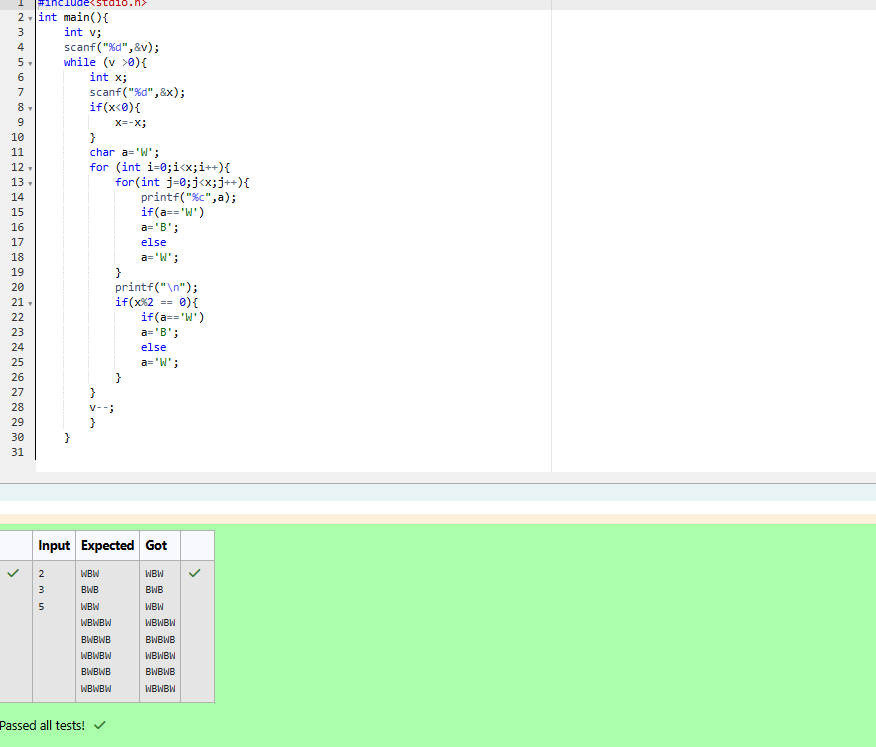 1 #include<stdio.h>
2 int main(){
3 int v;
4 scanf("%d",&v);
5 while (v >0){
6 int x;
7 scanf("%d",&x);
8 if(x<0){
9 x=-x;
10 }
11 char a='W';
12 for (int i=0;i<x;i++){
13 for(int j=0;j<x;j++){
14 printf("%c",a);
15 if(a=='W')
16 a='B';
17 else
18 a='W';
19 }
20 printf("\n");
21 if(x%2 == 0){
22 if(a=='W')
23 a='B';
24 else
25 a='W';
26 }
27 }
28 v--;
29 }
30 }
31
Input Expected Got
2 WBW WBW
3 BWB BWB
5 WBW WBW
WBWBW WBWBW
BWBWB BWBWB
WBWBW WBWBW
BWBWB BWBWB
WBWBW WBWBW
Passed all tests!